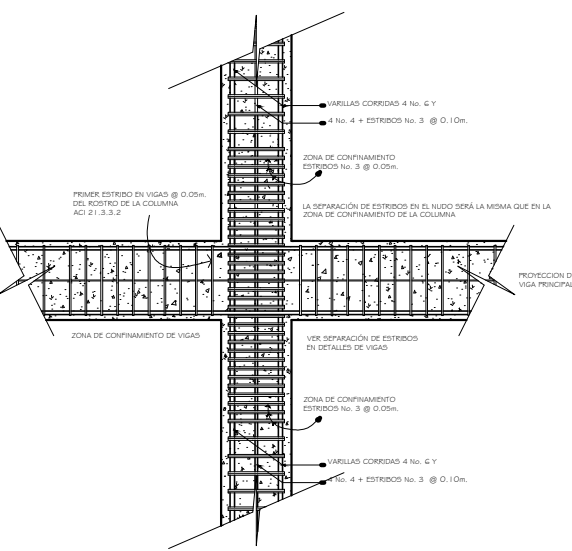 VARILLAS CORRIDAS 4 No. 6 Y
4 No. 4 + ESTRIBOS No. 3 @ 0.10m.
ZONA DE CONFINAMIENTO
ESTRIBOS No. 3 @ 0.05m.
PRIMER ESTRIBO EN VIGAS @ 0.05m.
DEL ROSTRO DE LA COLUMNA
ACI 21.3.3.2
LA SEPARACIÓN DE ESTRIBOS EN EL NUDO SERÁ LA MISMA QUE EN LA
ZONA DE CONFINAMIENTO DE LA COLUMNA
PROYECCION D
VIGA PRINCIPAL
ZONA DE CONFINAMIENTO DE VIGAS
VER SEPARACIÓN DE ESTRIBOS
EN DETALLES DE VIGAS
ZONA DE CONFINAMIENTO
ESTRIBOS No. 3 @ 0.05m.
VARILLAS CORRIDAS 4 No. 6 Y
4 No. 4 + ESTRIBOS No. 3 @ 0.10m.